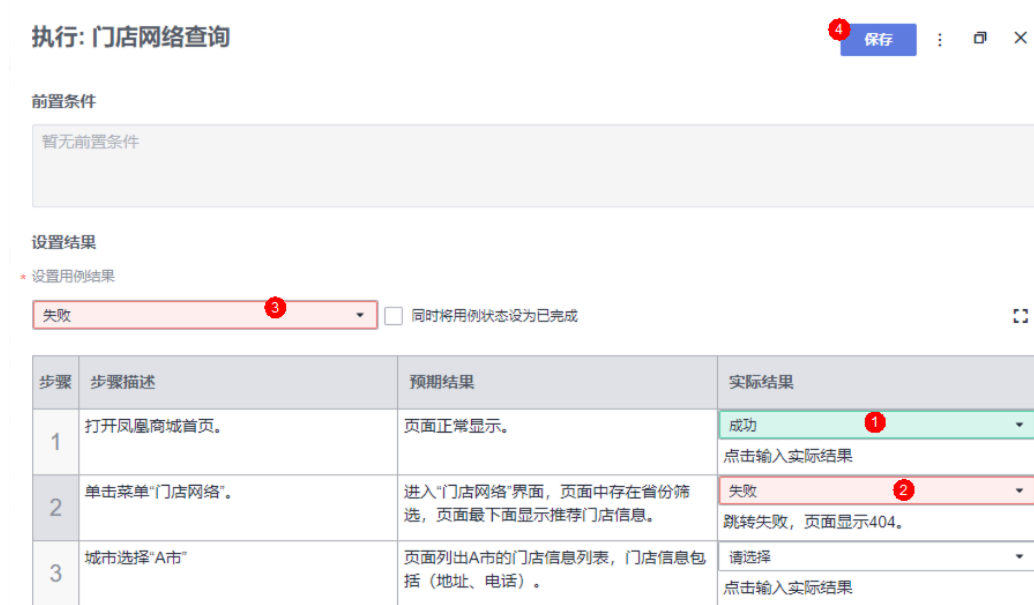 执行: 门店网络查询
4
保存
前置条件
暂无前置条件
设置结果
* 设置用例结果
失败
3
同时将用例状态设为已完成
步骤 步骤描述 预期结果 实际结果
1
打开凤凰商城首页。
页面正常显示。
成功
1
点击输入实际结果
2
单击菜单“门店网络”。
进入“门店网络”界面，页面中存在省份筛
选，页面最下面显示推荐门店信息。
失败
2
跳转失败，页面显示404。
3
城市选择“A市”
页面列出A市的门店信息列表，门店信息包
括（地址、电话）.
请选择
点击输入实际结果